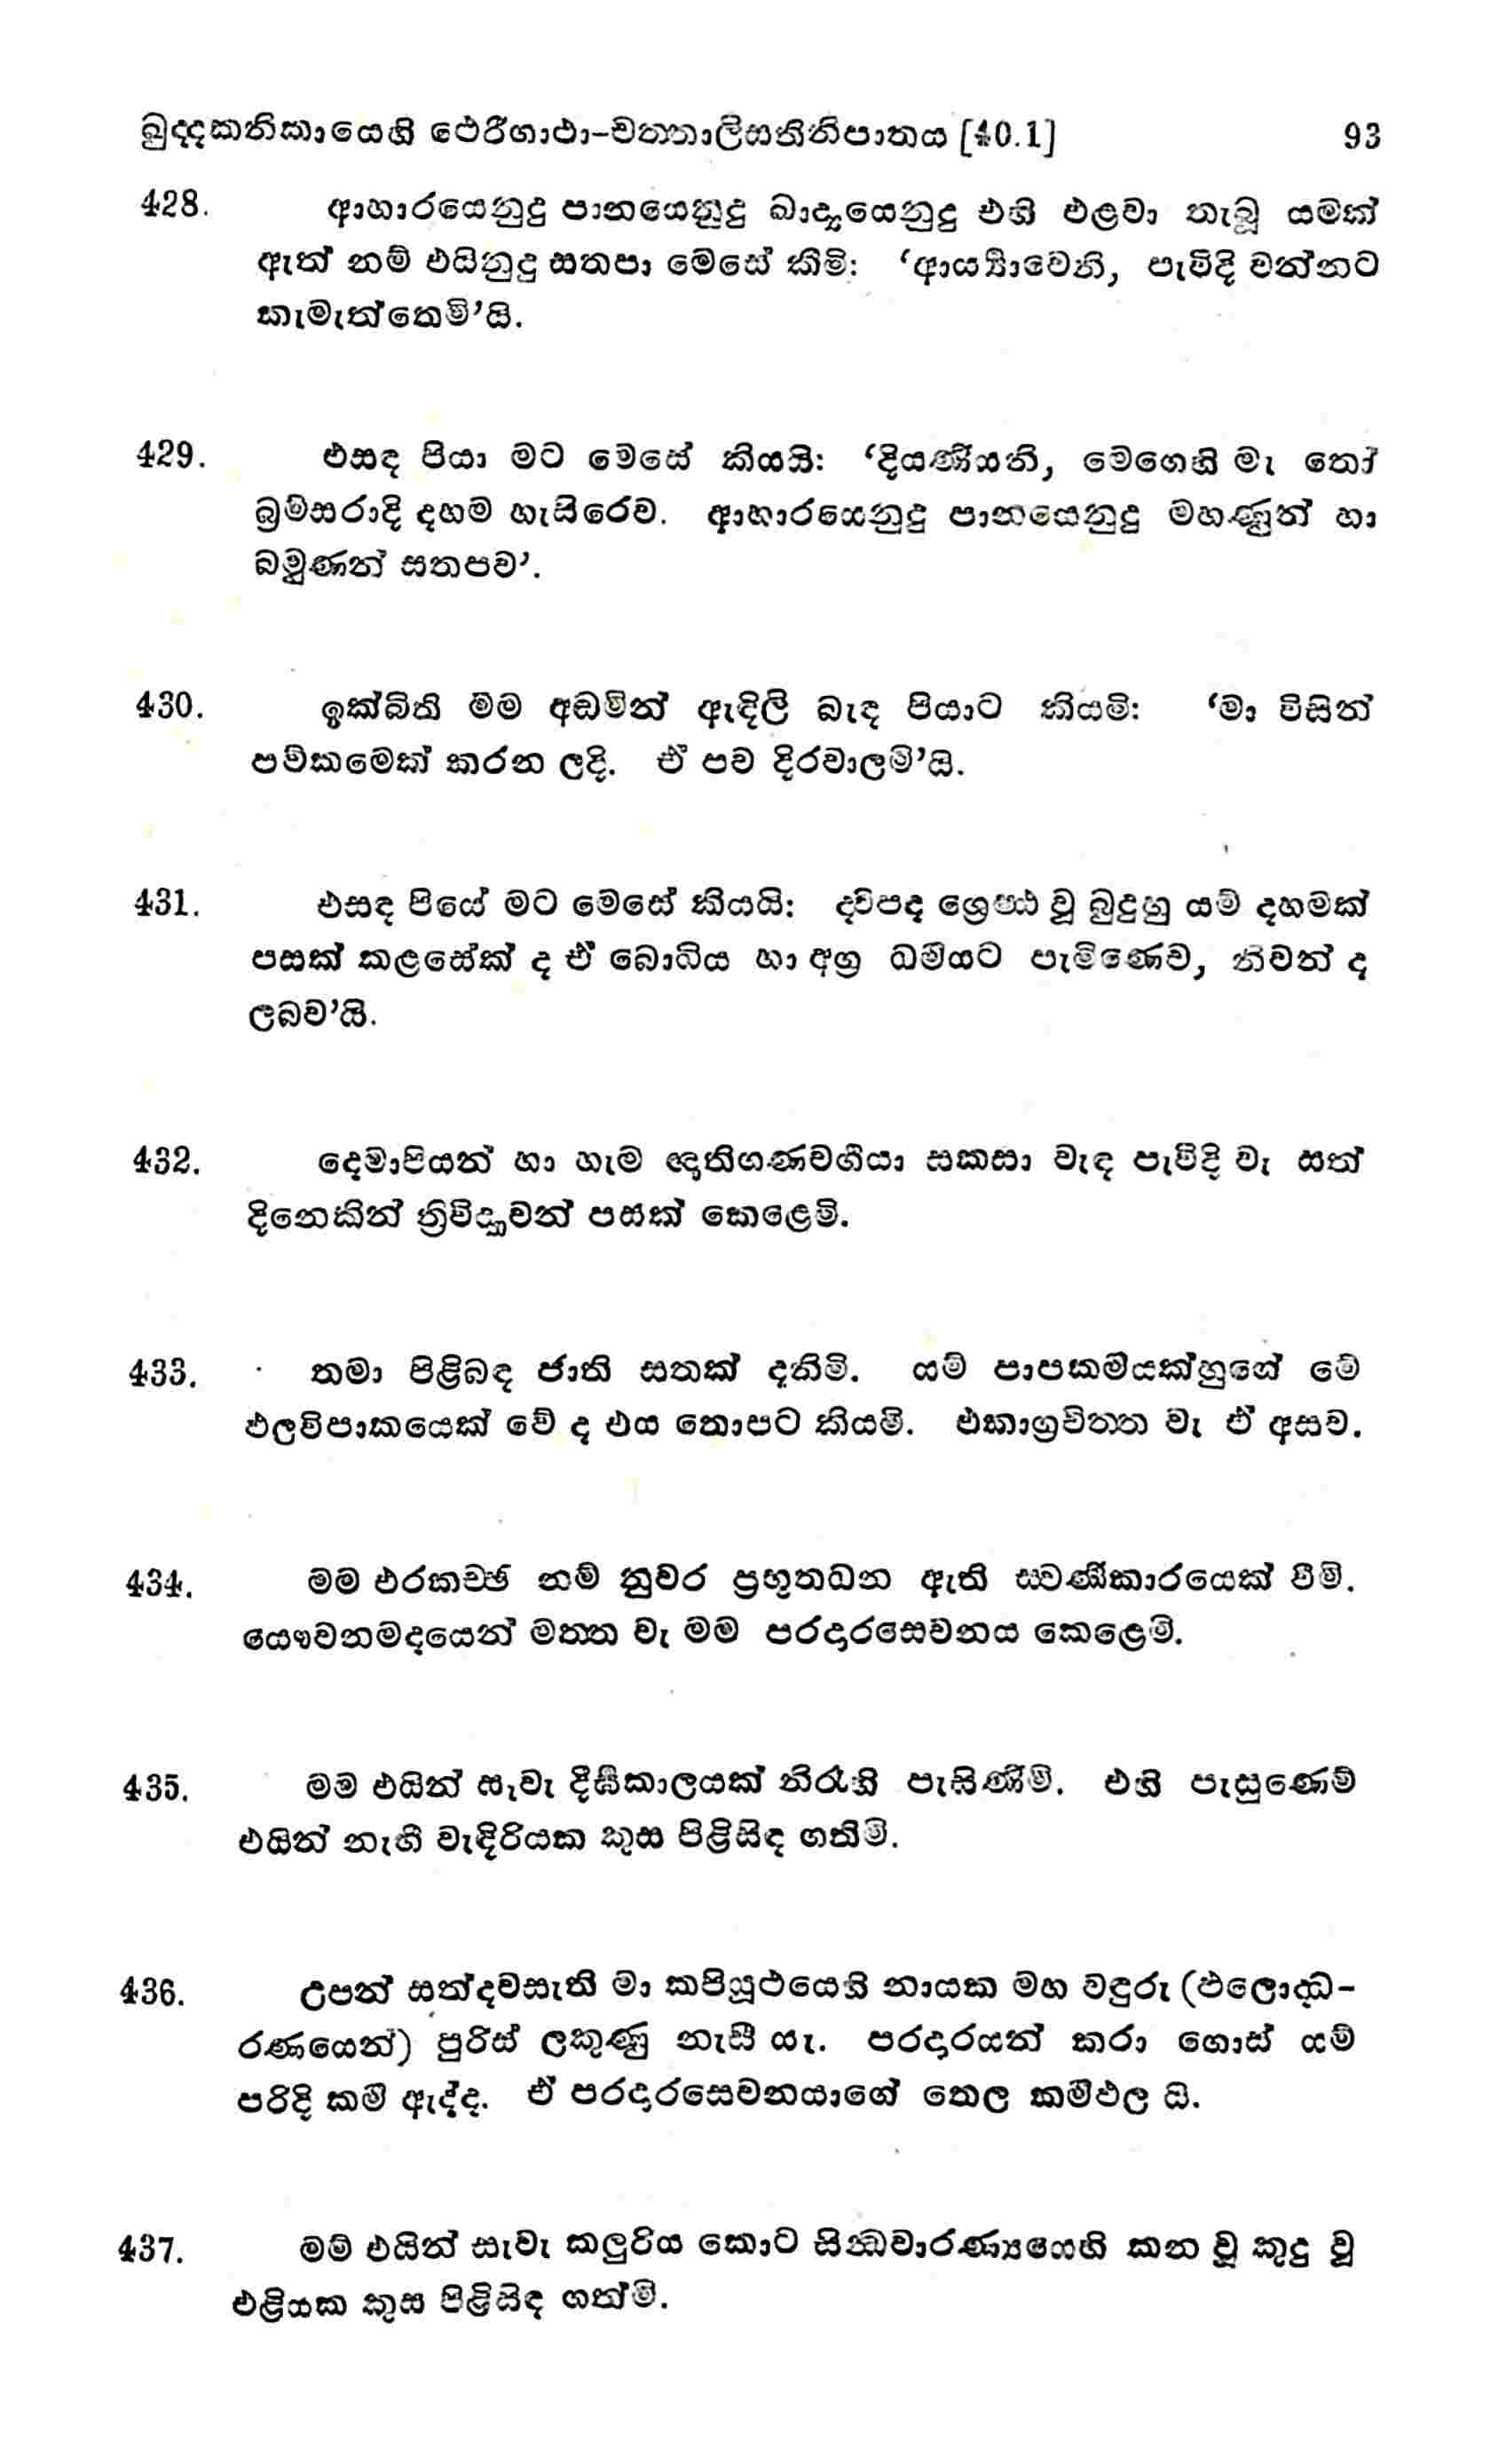 ඛුද්දකනිකායෙහි ථෙරීගාථා-චත්තාලිසතිනිපාතය [40.1] 93
428. ආහාරයෙනුදු පානයෙනුදු ඛාද්‍යයෙනුදු එහි එළවා තැබූ යමක්
ඇත් නම් එයිනුදු සතපා මෙසේ කීමි: ‘ආර්‍ය්‍යාවෙනි, පැවිදි වන්නට
කැමැත්තෙමි’යි.
429. එසඳ පියා මට මෙසේ කියයි: ‘දියණියනි, මෙගෙහි මැ තෝ
බ්‍රම්සරාදි දහම හැසිරෙව. ආහාරයෙනුදු පානයෙනුදු මහණුන් හා
බමුණන් සතපව’.
430. ඉක්බිති මම අඬමින් ඇඳිලි බැඳ පියාට කියමි: ‘මා විසින්
පව්කමෙක් කරන ලදි. ඒ පව දිරවාලමි’යි.
431. එසඳ පියේ මට මෙසේ කියයි: ද්විපද ශ්‍රෙෂ්ඨ වූ බුදුහු යම් දහමක්
පසක් කළසේක් ද ඒ බොධිය හා අග්‍ර ධර්මයට පැමිණෙව, නිවන් ද
ලබව’යි.
432. දෙමාපියන් හා හැම ඥාතිගණවර්ගයා සකසා වැඳ පැවිදි වැ සත්
දිනෙකින් ත්‍රිවිද්‍යාවන් පසක් කෙළෙමි.
433. තමා පිළිබඳ ජාති සතක් දනිමි. යම් පාපකර්මයක්හුගේ මේ
ඵලවිපාකයෙක් වේ ද එය තොපට කියමි. එකාග්‍රචිත්ත වැ ඒ අසව.
434. මම එරකච්ඡ නම් නුවර ප්‍රභූතධන ඇති ස්වර්ණකාරයෙක් වීමි.
යෞවනමදයෙන් මත්ත වැ මම පරදාරසෙවනය කෙළෙමි.
435. මම එයින් සැවැ දීර්ඝකාලයක් නිරැහි පැසිණිමි. එහි පැසුණෙම්
එයින් නැඟී වැඳිරියක කුස පිළිසිඳ ගතිමි.
436. උපන් සත්දවසැති මා කපියූථයෙහි නායක මහ වඳුරු (ඵලොද්ධ-
රණයෙන්) පුරිස් ලකුණු නැසී යැ. පරදාරයන් කරා ගොස් යම්
පරිදි කම් ඇද්ද. ඒ පරදාරසෙවනයාගේ තෙල කර්මඵල යි.
437. මම් එයින් සැවැ කලුරිය කොට සින්ධවාරණ්‍යයෙහි කන වූ කුදු වූ
එළියක කුස පිළිසිඳ ගත්මි.